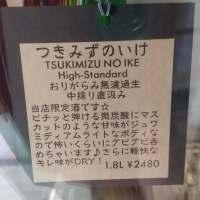 つきみずのいけ
TSUKIMIZU NO IKE
High-Standard
おりがらみ無濾過生
中採り直汲み
当店限定酒です☆
ピチッと弾ける微炭酸にマス
カットのような甘味がジュワ
ミディアムライトなボディな
ので怖いくらいにグビグビ呑
めちゃいます♪さらに軽快な
キレ味がDRY! 1.8L ¥2480